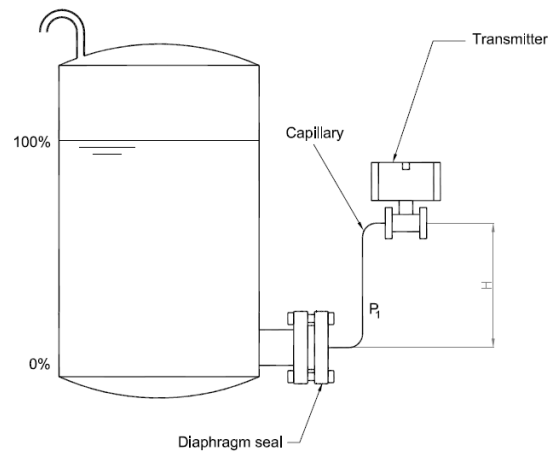 Transmitter
Capillary
100%
H
P1
0%
Diaphragm seal